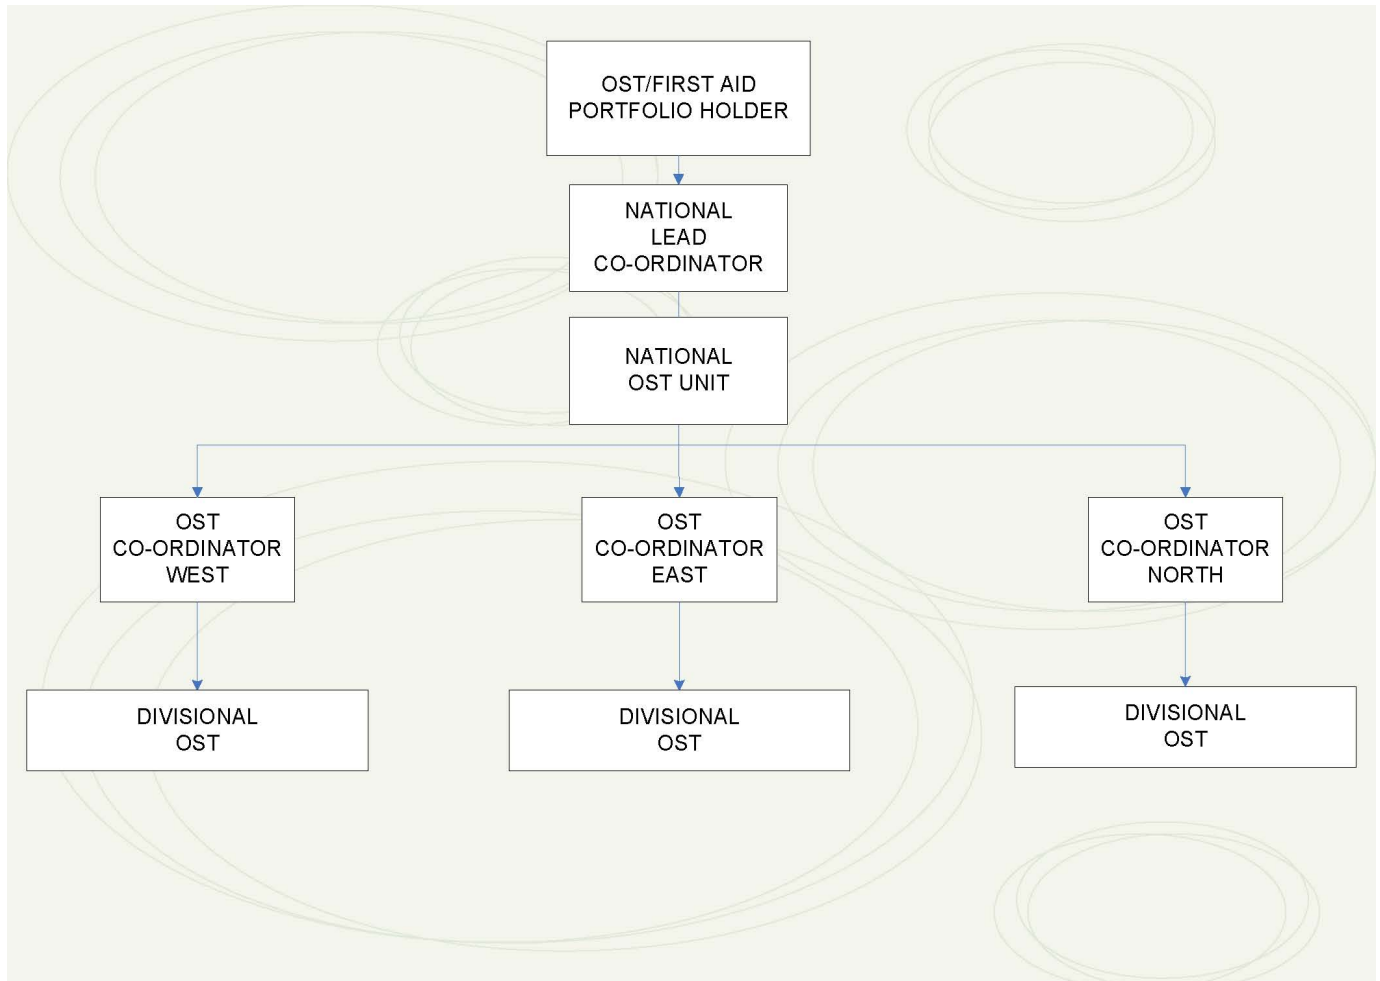 OST/FIRST AID
PORTFOLIO HOLDER
NATIONAL
LEAD
CO-ORDINATOR
NATIONAL
OST UNIT
OST
CO-ORDINATOR
WEST
OST
CO-ORDINATOR
EAST
OST
CO-ORDINATOR
NORTH
DIVISIONAL
OST
DIVISIONAL
OST
DIVISIONAL
OST